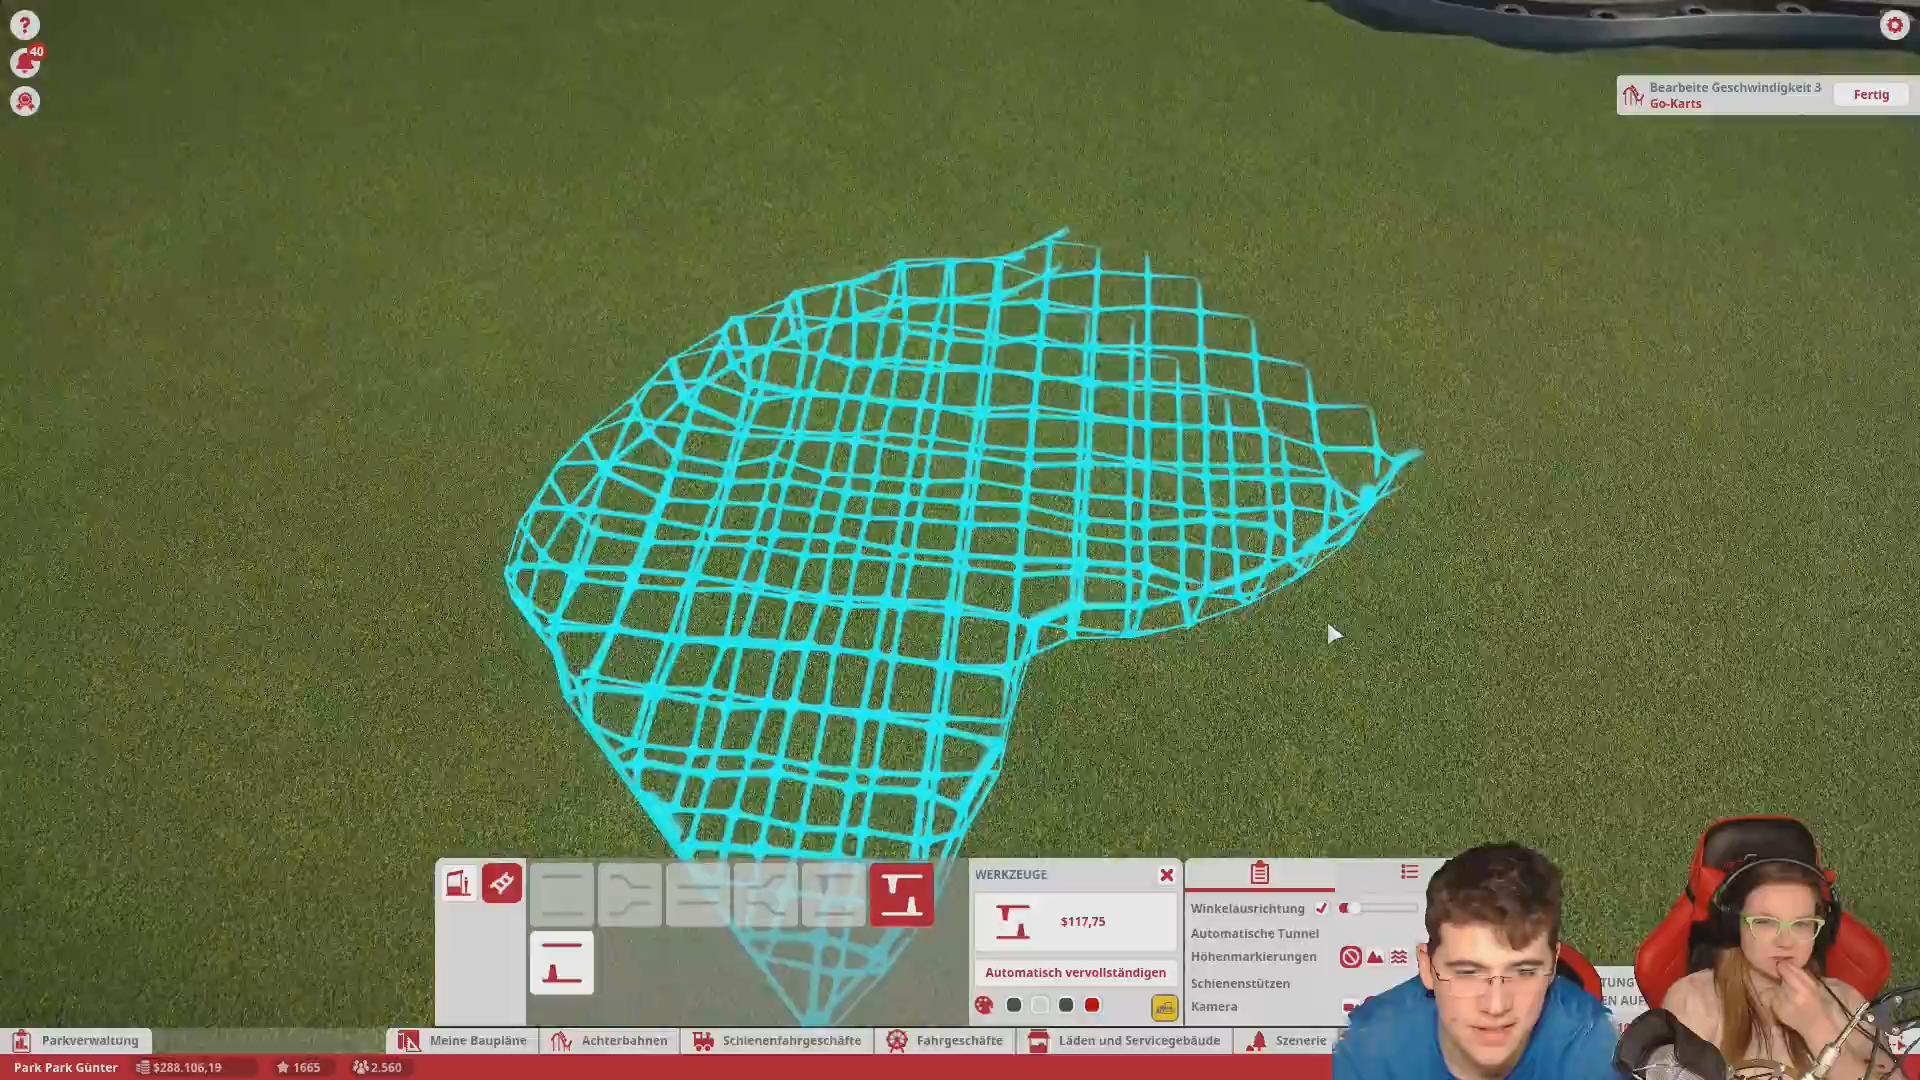 ?
40
Bearbeite Geschwindigkeit 3
Go-Karts
Fertig
WERKZEUGE
$117,75
Automatisch vervollständigen
Winkelausrichtung
Automatische Tunnel
Höhenmarkierungen
Schienenstützen
Kamera
Parkverwaltung
Meine Baupläne
Achterbahnen
Schienenfahrgeschäfte
Fahrgeschäfte
Läden und Servicegebäude
Szenerie
Park Park Günter
$288.106,19
1665
2.560